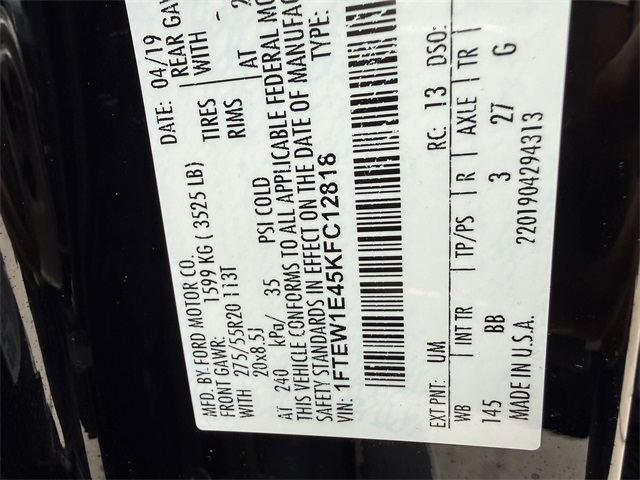 MFD. BY. FORD MOTOR CO. DATE: 04/19
FRONT GAWR: 1599 KG ( 3525 LB) REAR GAW
WITH 275/55R20 113T TIRES WITH -
20x8.5J RIMS
AT 240 kPa/ 35 PSI COLD AT 2
THIS VEHICLE CONFORMS TO ALL APPLICABLE FEDERAL MO
SAFETY STANDARDS IN EFFECT ON THE DATE OF MANUFAC
VIN: 1FTEW1E45KFC12818 TYPE:
EXT PNT: UM RC: 13 DSO:
WB INT TR TP/PS R AXLE TR
145 BB 3 27 G
MADE IN U.S.A. 2201904294313